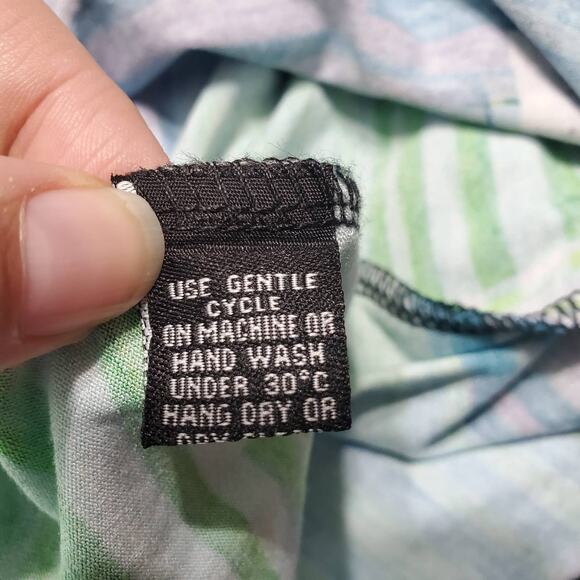 USE GENTLE
CYCLE
ON MACHINE OR
HAND WASH
UNDER 30°C
HANG DRY OR